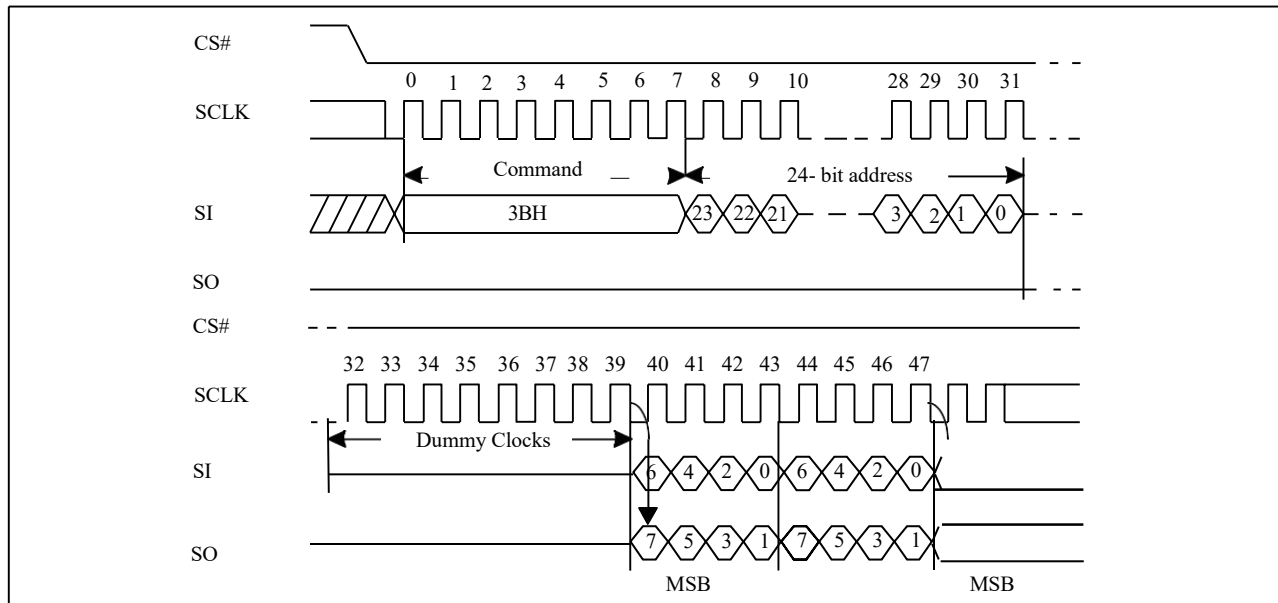 CS#
0 1 2 3 4 5 6 7 8 9 10 28 29 30 31
SCLK
Command 24- bit address
SI 3BH 23 22 21 3 2 1 0
SO
CS#
32 33 34 35 36 37 38 39 40 41 42 43 44 45 46 47
SCLK
Dummy Clocks
SI 6 4 2 0 6 4 2 0
SO 7 5 3 1 7 5 3 1
MSB MSB